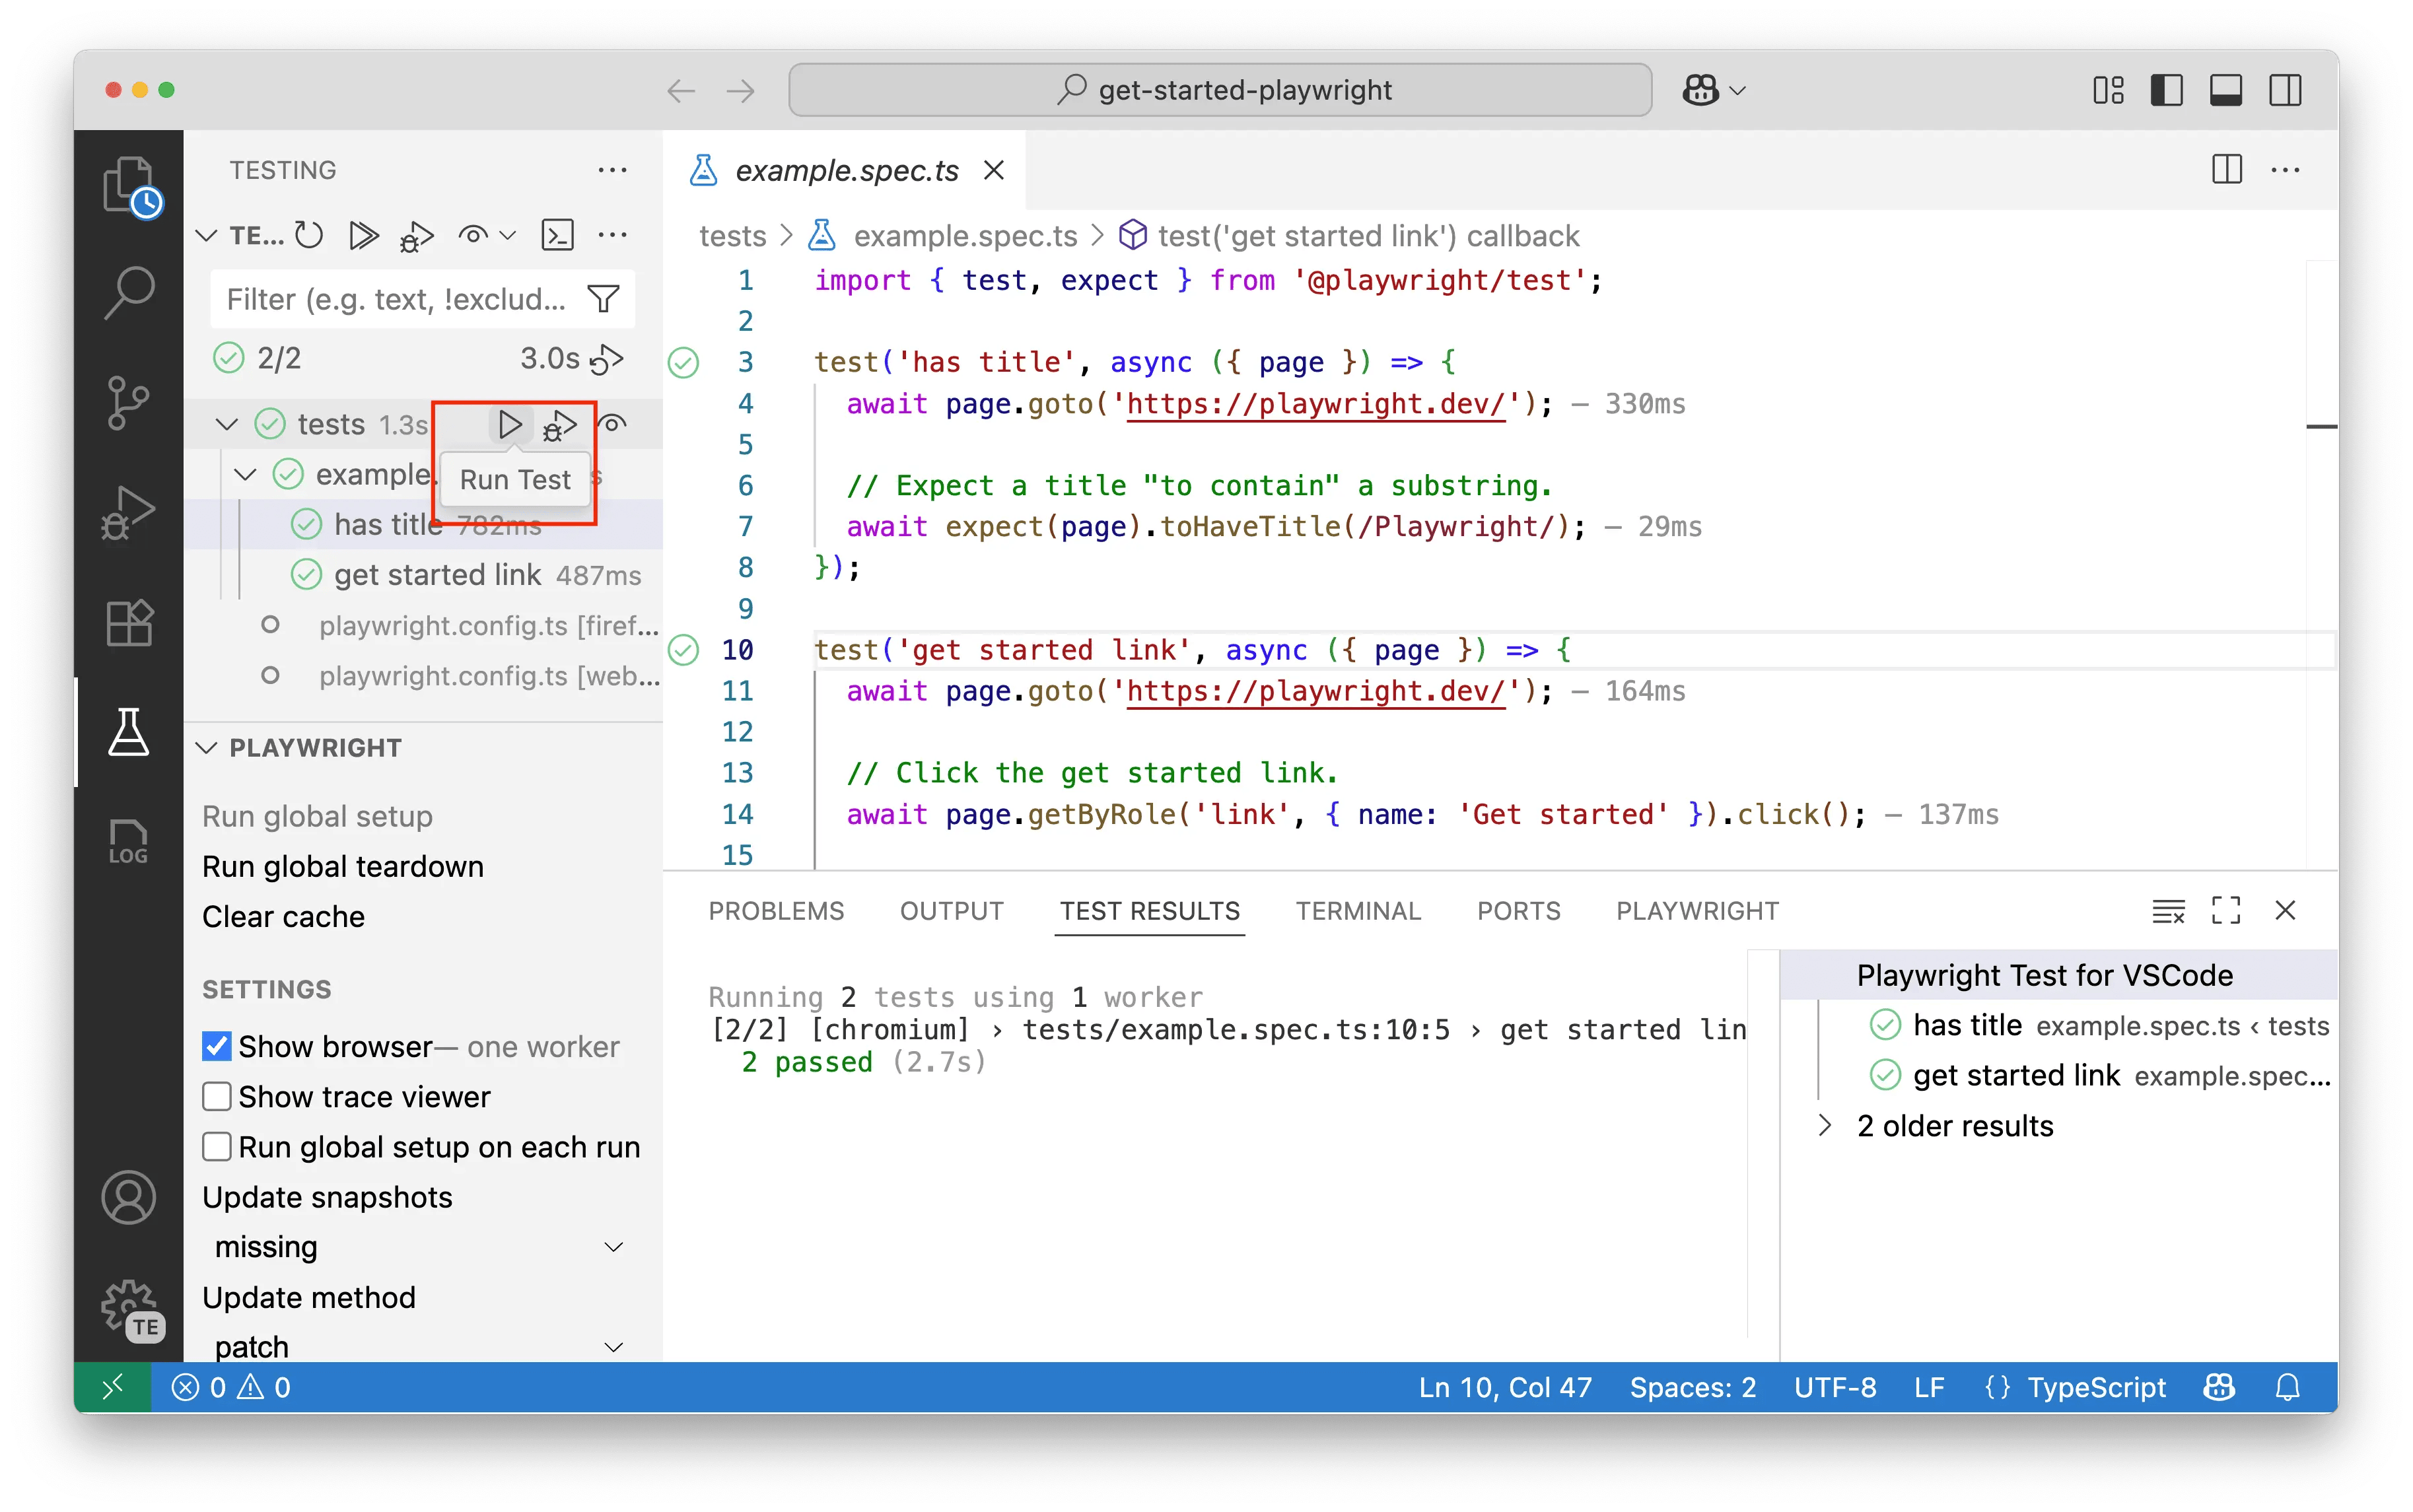 get-started-playwright
TESTING
TE...
Filter (e.g. text, !exclud...
2/2 3.0s
tests 1.3s
Run Test
example. s
has title 782ms
get started link 487ms
playwright.config.ts [firef...
playwright.config.ts [web...
PLAYWRIGHT
Run global setup
Run global teardown
Clear cache
SETTINGS
Show browser— one worker
Show trace viewer
Run global setup on each run
Update snapshots
missing
Update method
patch
LOG
TE
example.spec.ts
tests > example.spec.ts > test('get started link') callback
1 import { test, expect } from '@playwright/test';
2
3 test('has title', async ({ page }) => {
4 await page.goto('https://playwright.dev/'); — 330ms
5
6 // Expect a title "to contain" a substring.
7 await expect(page).toHaveTitle(/Playwright/); — 29ms
8 });
9
10 test('get started link', async ({ page }) => {
11 await page.goto('https://playwright.dev/'); — 164ms
12
13 // Click the get started link.
14 await page.getByRole('link', { name: 'Get started' }).click(); — 137ms
15
PROBLEMS OUTPUT TEST RESULTS TERMINAL PORTS PLAYWRIGHT
Running 2 tests using 1 worker
[2/2] [chromium] › tests/example.spec.ts:10:5 › get started lin
2 passed (2.7s)
Playwright Test for VSCode
has title example.spec.ts ‹ tests
get started link example.spec...
2 older results
0 0
Ln 10, Col 47 Spaces: 2 UTF-8 LF {} TypeScript